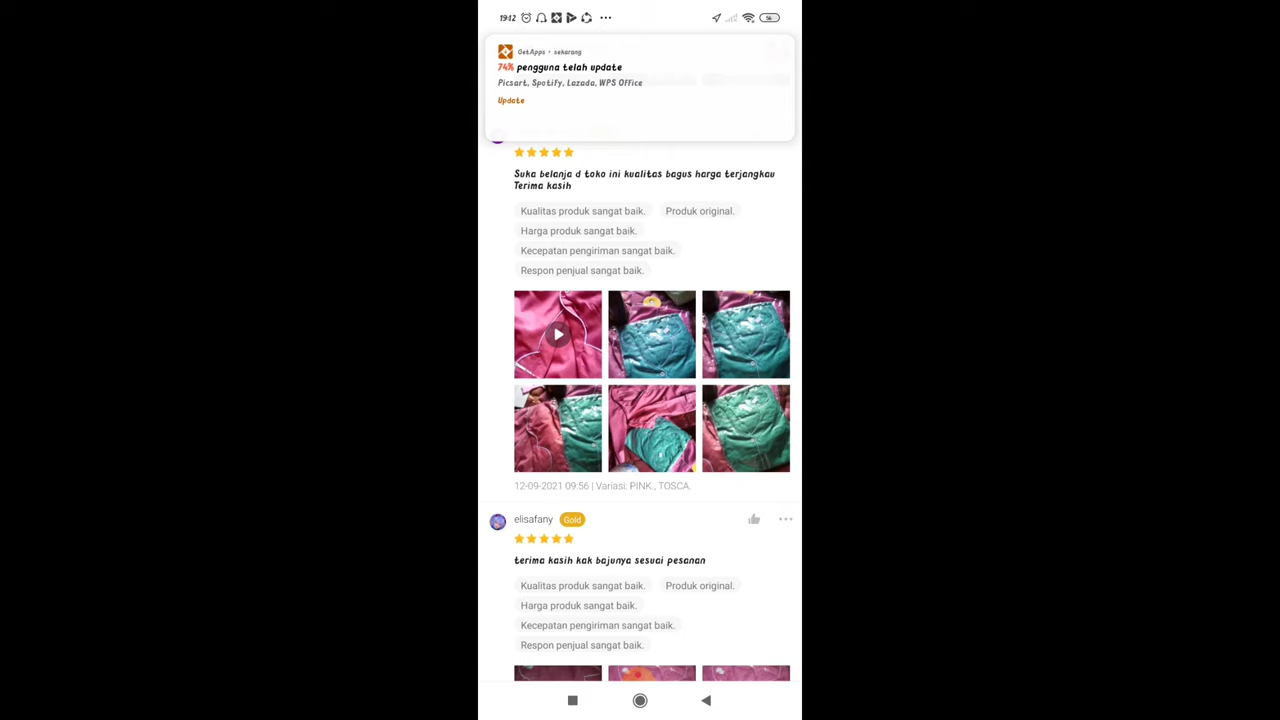 19:12
56
GetApps • sekarang
74% pengguna telah update
Picsart, Spotify, Lazada, WPS Office
Update
Suka belanja d toko ini kualitas bagus harga terjangkau
Terima kasih
Kualitas produk sangat baik. Produk original.
Harga produk sangat baik.
Kecepatan pengiriman sangat baik.
Respon penjual sangat baik.
12-09-2021 09:56 | Variasi: PINK., TOSCA.
elisafany Gold
terima kasih kak bajunya sesuai pesanan
Kualitas produk sangat baik. Produk original.
Harga produk sangat baik.
Kecepatan pengiriman sangat baik.
Respon penjual sangat baik.